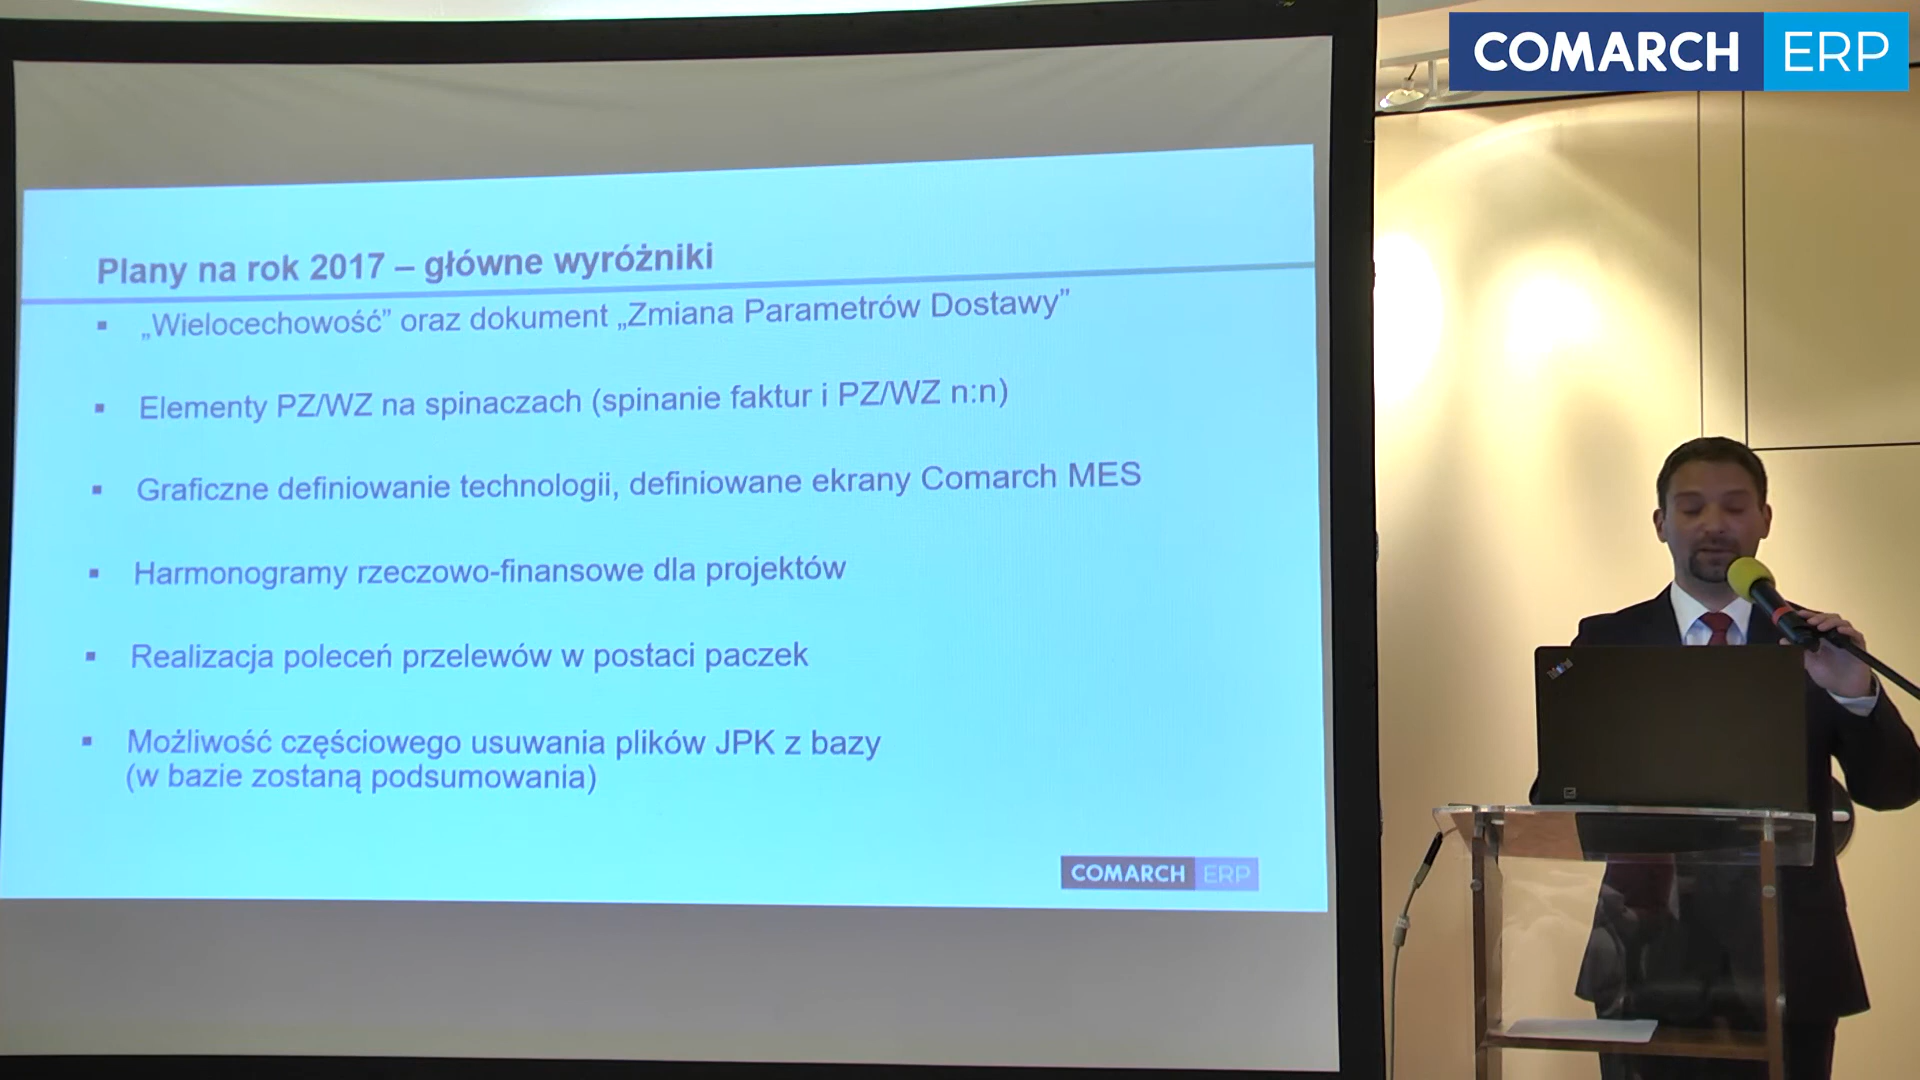 COMARCH ERP
Plany na rok 2017 – główne wyróżniki
▪ „Wielocechowość” oraz dokument „Zmiana Parametrów Dostawy”
▪ Elementy PZ/WZ na spinaczach (spinanie faktur i PZ/WZ n:n)
▪ Graficzne definiowanie technologii, definiowane ekrany Comarch MES
▪ Harmonogramy rzeczowo-finansowe dla projektów
▪ Realizacja poleceń przelewów w postaci paczek
▪ Możliwość częściowego usuwania plików JPK z bazy
(w bazie zostaną podsumowania)
COMARCH ERP